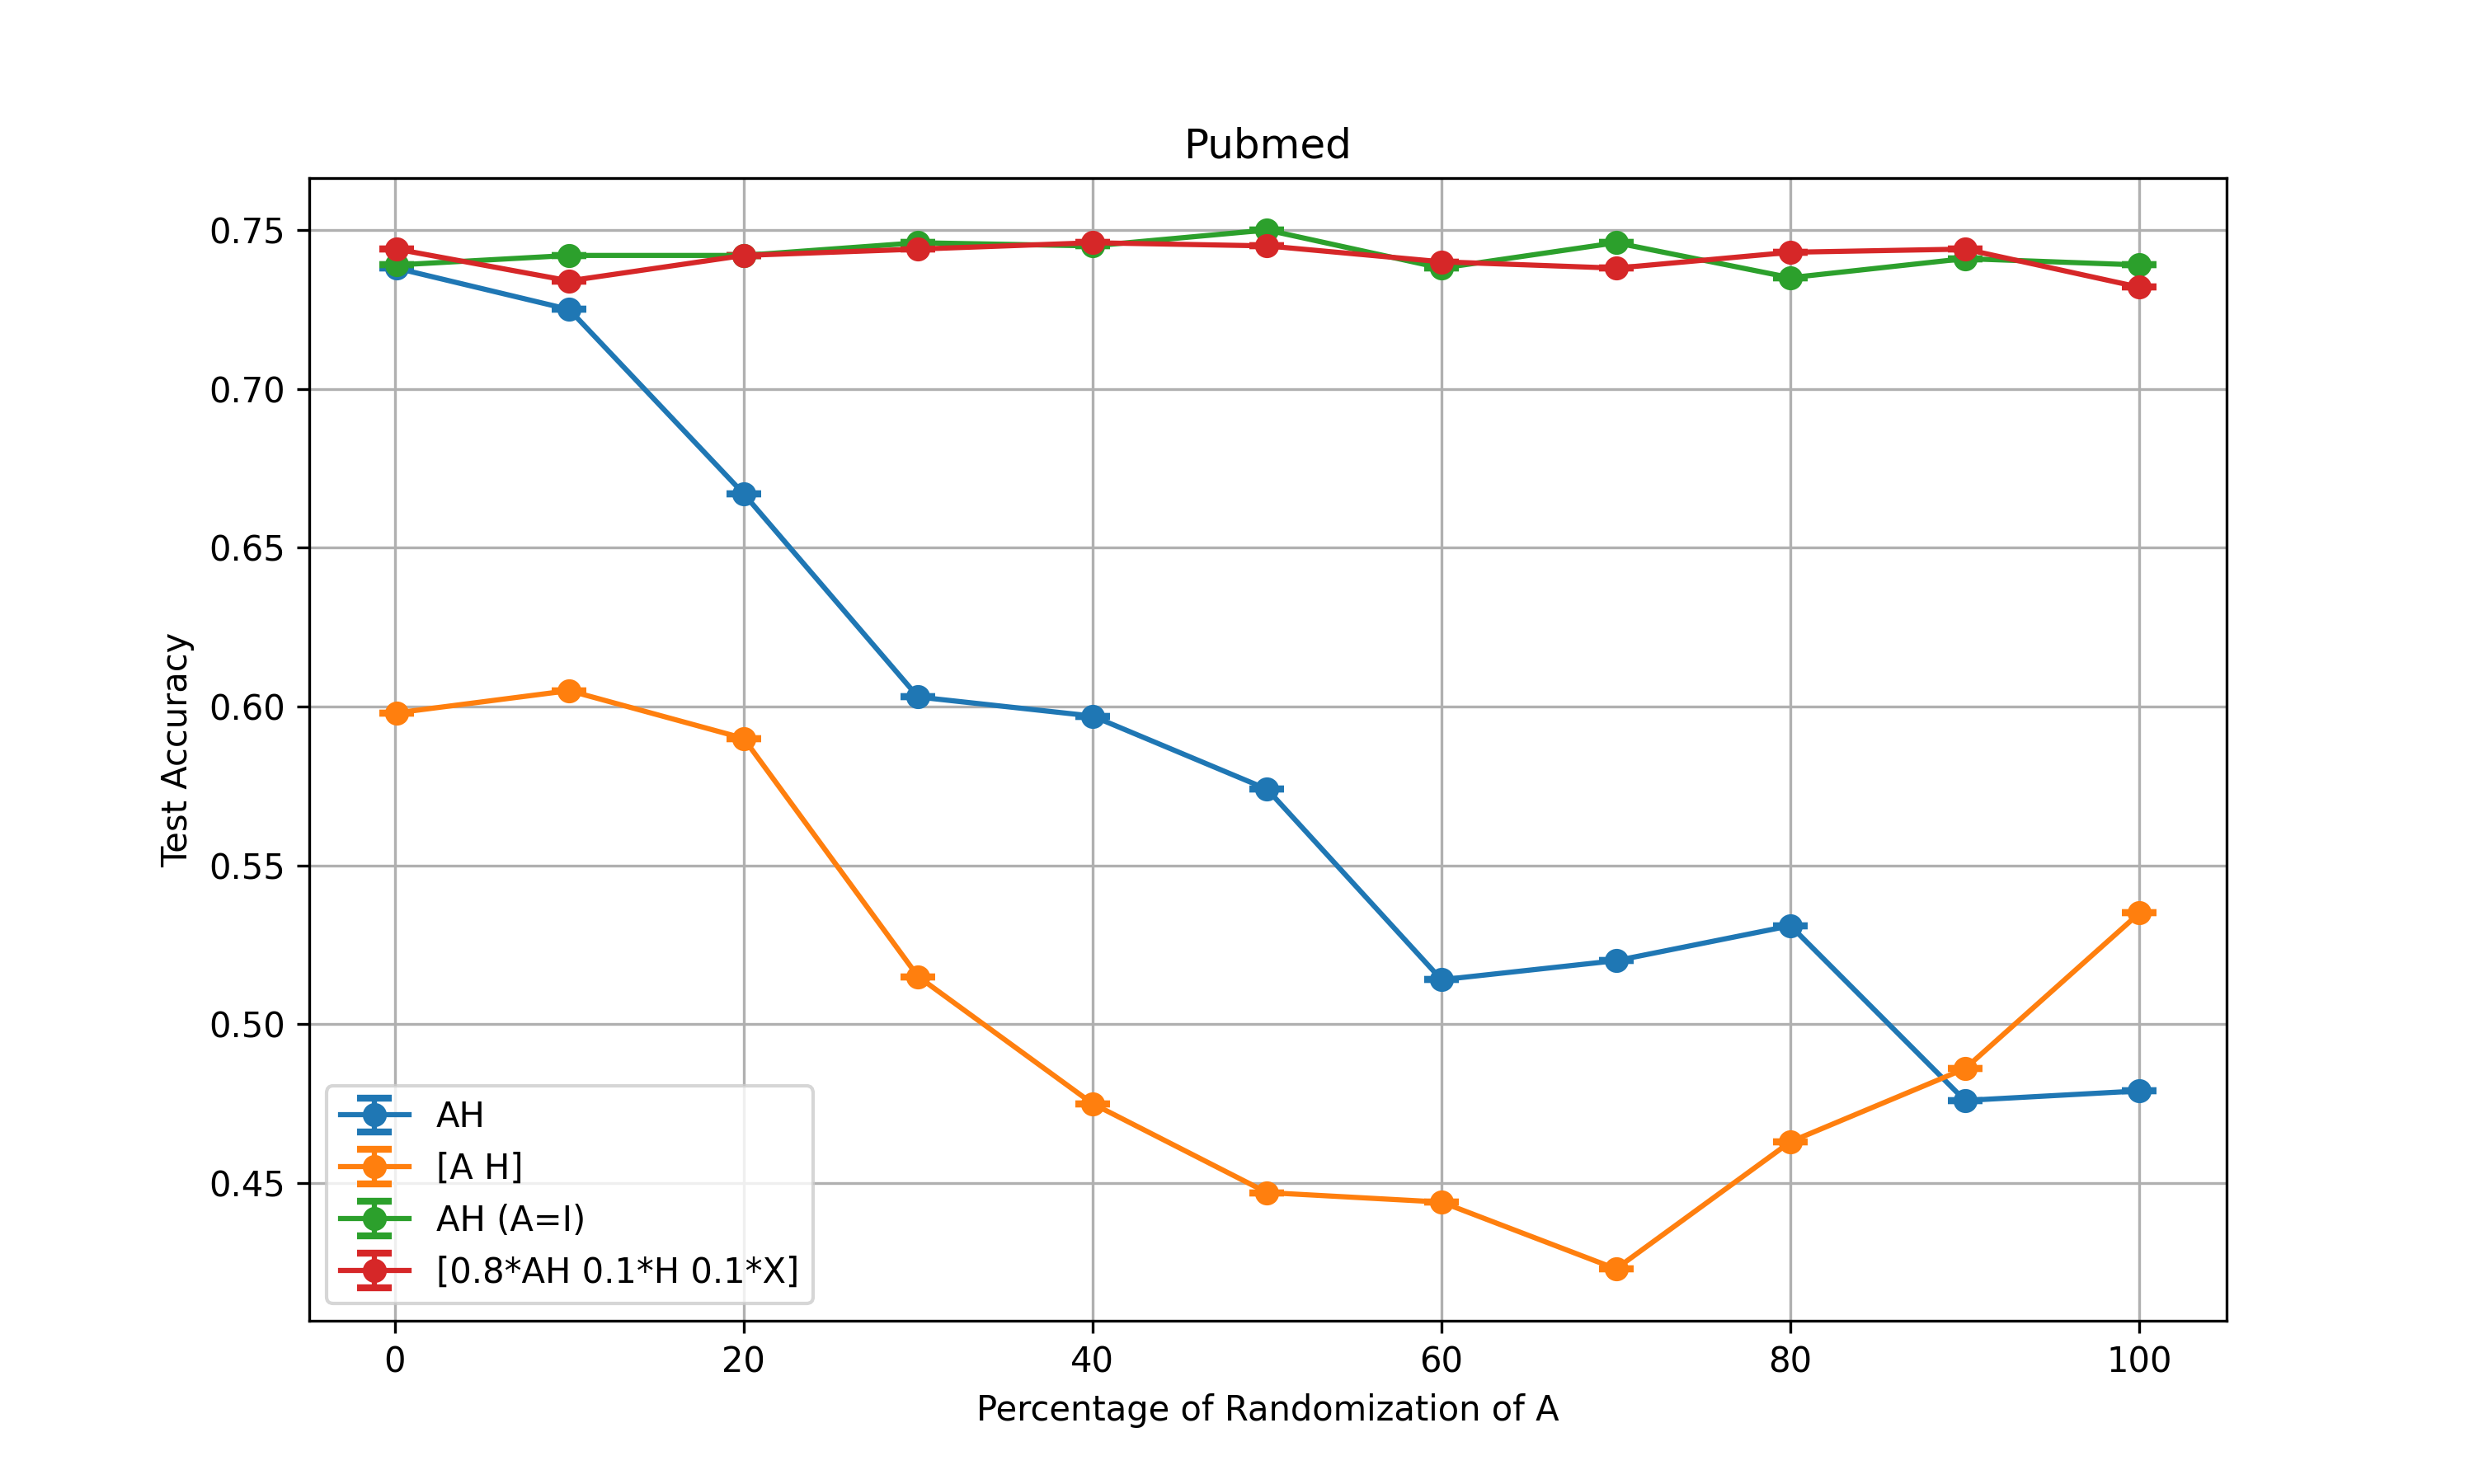 Pubmed
0.75
0.70
0.65
0.60
0.55
0.50
0.45
Test Accuracy
AH
[A H]
AH (A=I)
[0.8*AH 0.1*H 0.1*X]
0 20 40 60 80 100
Percentage of Randomization of A